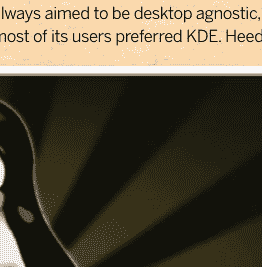 lways aimed to be desktop agnostic,
most of its users preferred KDE. Heed